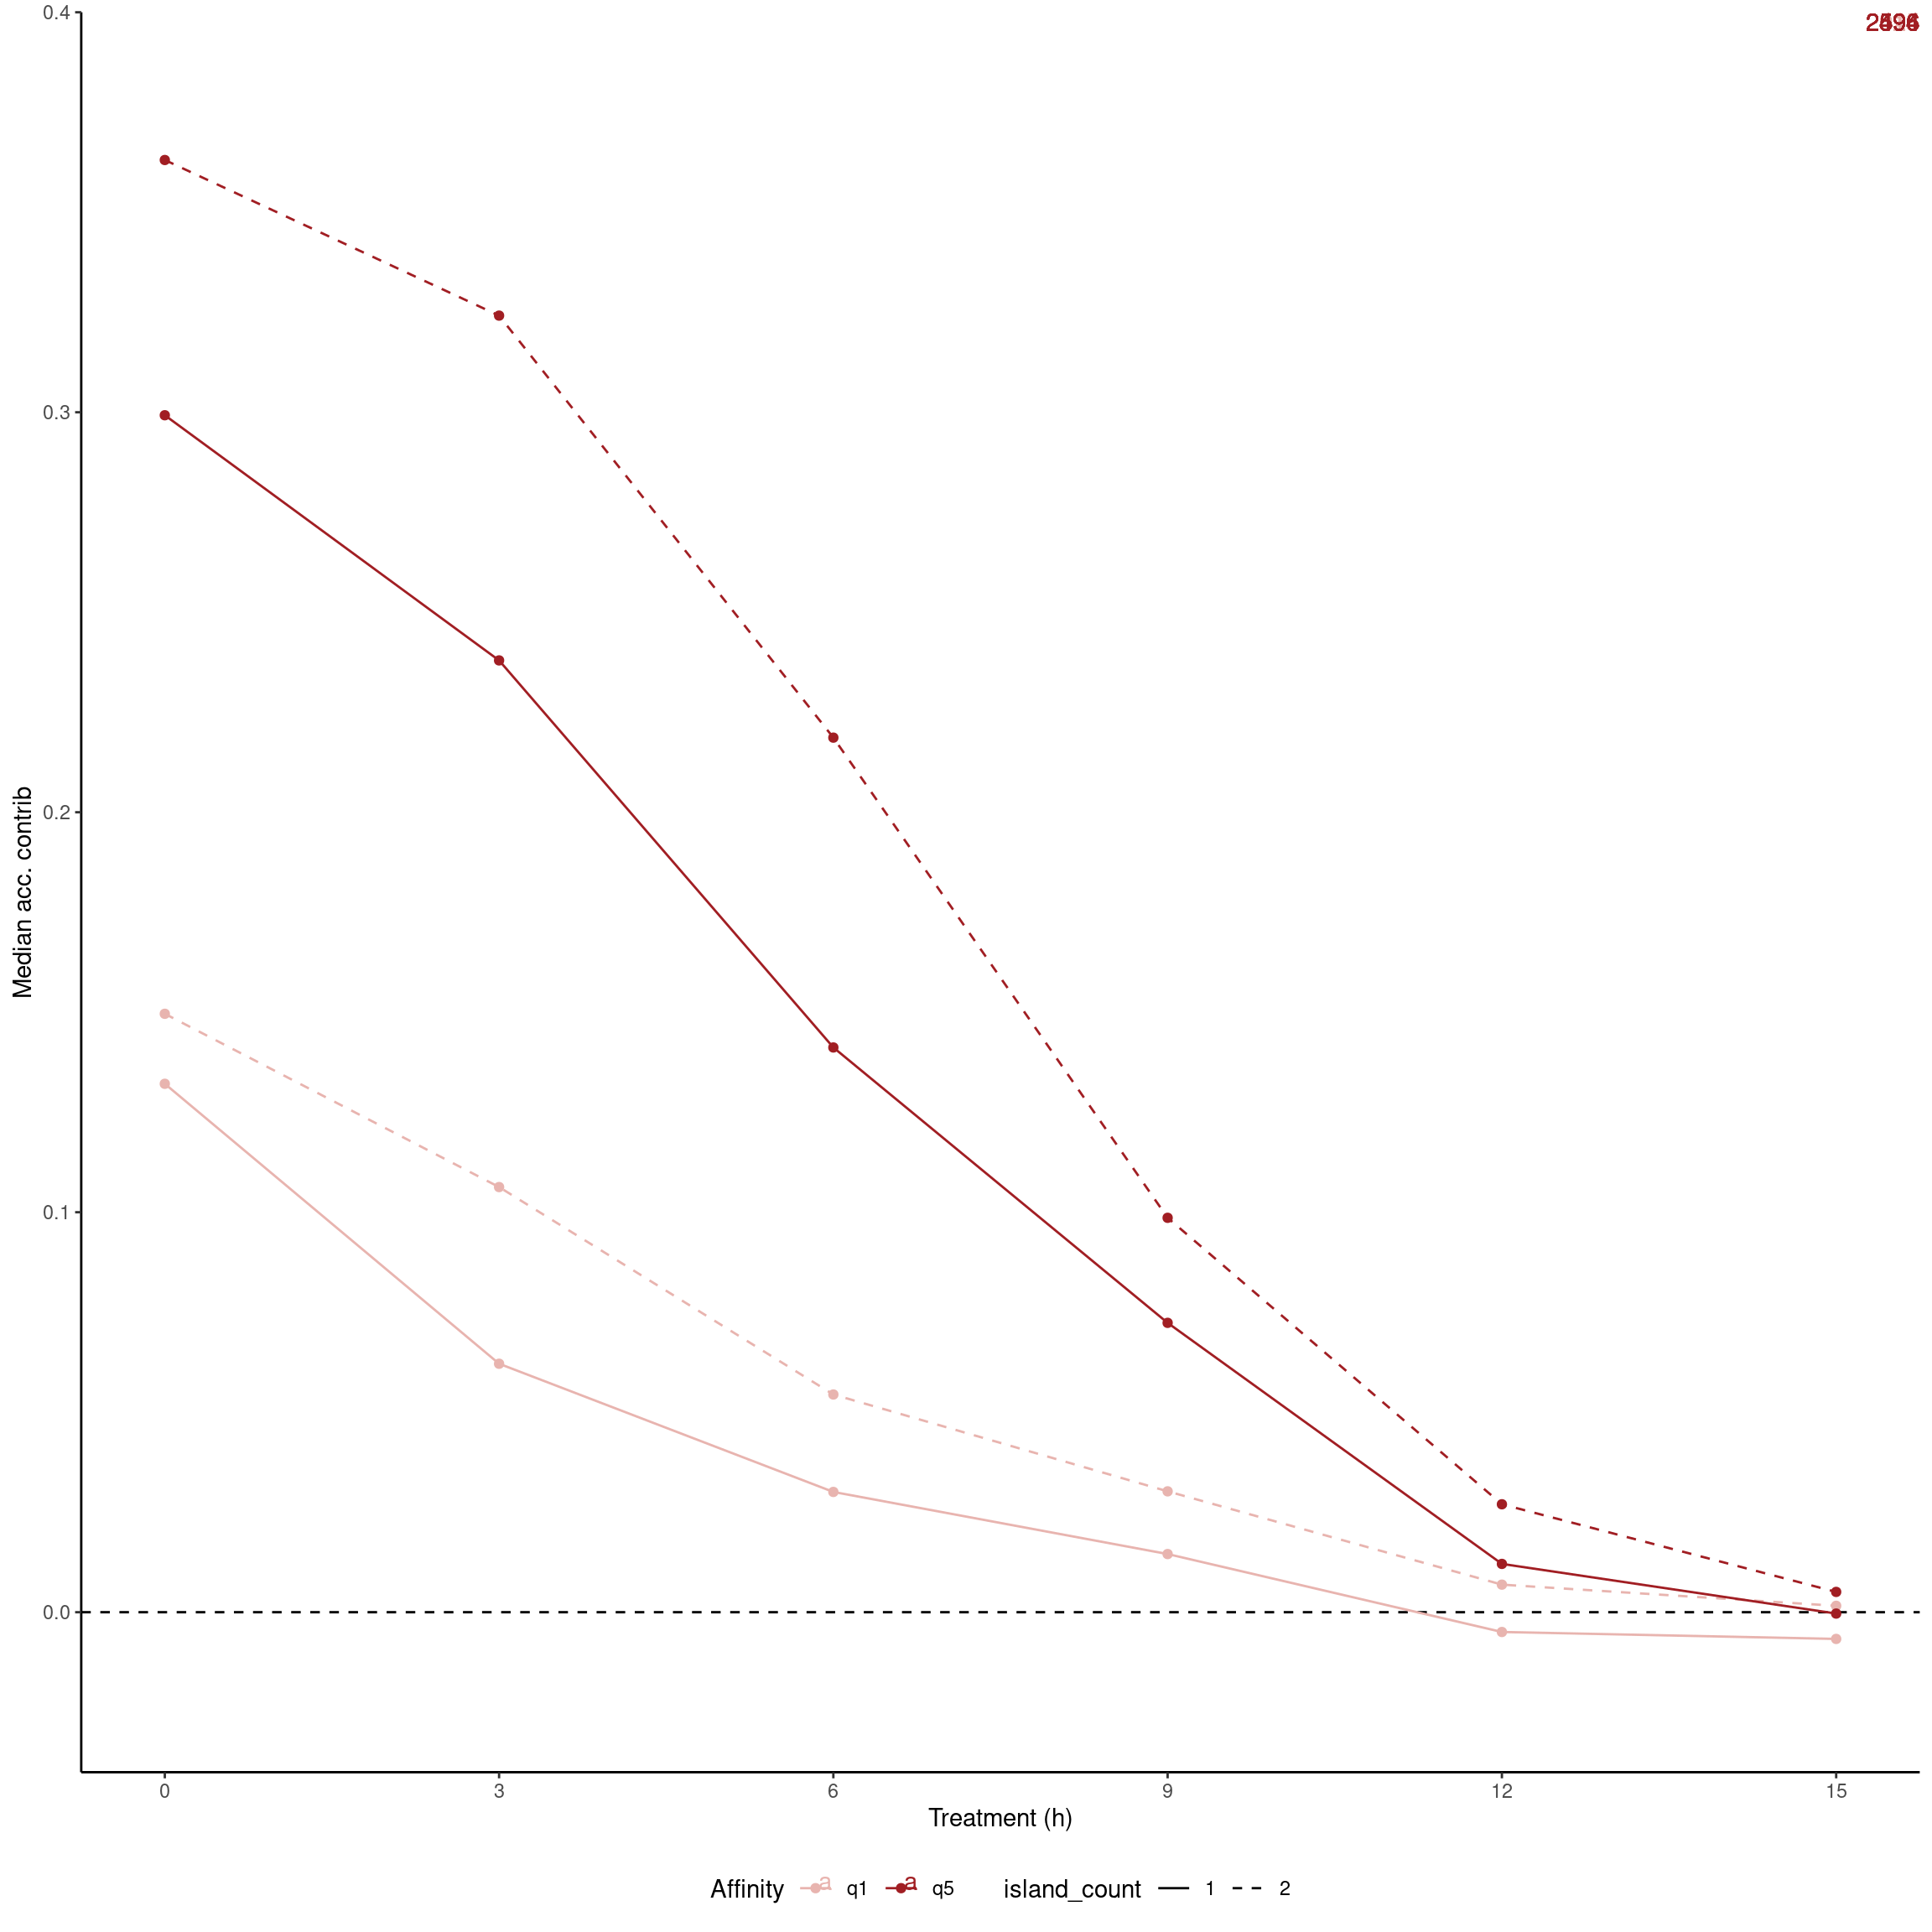 0.4
0.3
0.2
0.1
0.0
Median acc. contrib
0 3 6 9 12 15
Treatment (h)
Affinity a q1 a q5 island_count 1 2